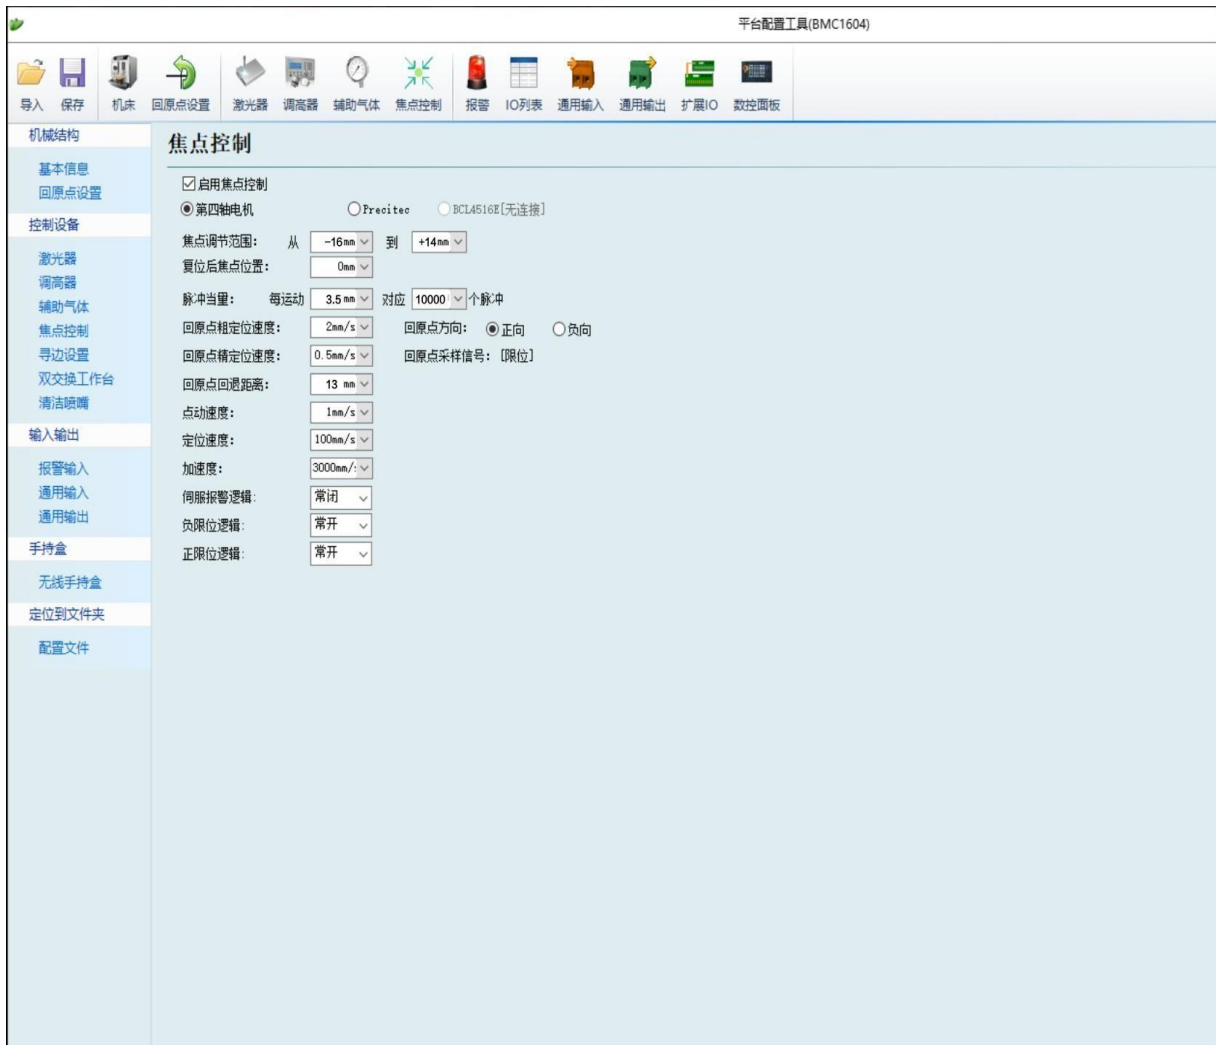 平台配置工具(BMC1604)
导入 保存 机床 回原点设置 激光器 调高器 辅助气体 焦点控制 报警 IO列表 通用输入 通用输出 扩展IO 数控面板
机械结构
基本信息
回原点设置
控制设备
激光器
调高器
辅助气体
焦点控制
寻边设置
双交换工作台
清洁喷嘴
输入输出
报警输入
通用输入
通用输出
手持盒
无线手持盒
定位到文件夹
配置文件
焦点控制
启用焦点控制
第四轴电机 Precitec BCL4516E[无连接]
焦点调节范围: 从 -16mm 到 +14mm
复位后焦点位置: 0mm
脉冲当量: 每运动 3.5 mm 对应 10000 个脉冲
回原点粗定位速度: 2mm/s 回原点方向: 正向 负向
回原点精定位速度: 0.5mm/s 回原点采样信号: [限位]
回原点回退距离: 13 mm
点动速度: 1mm/s
定位速度: 100mm/s
加速度: 3000mm/
伺服报警逻辑: 常闭
负限位逻辑: 常开
正限位逻辑: 常开